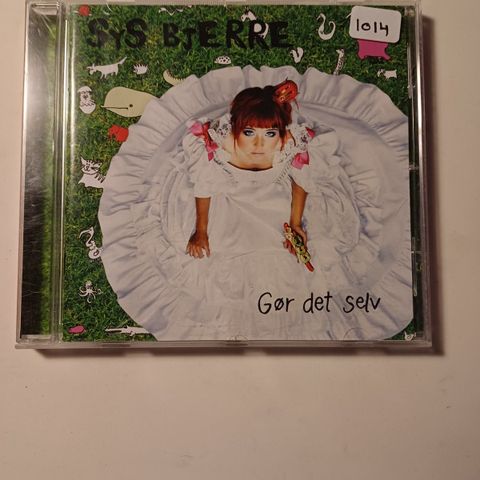 SYS BJERRE
1014
Gør det selv